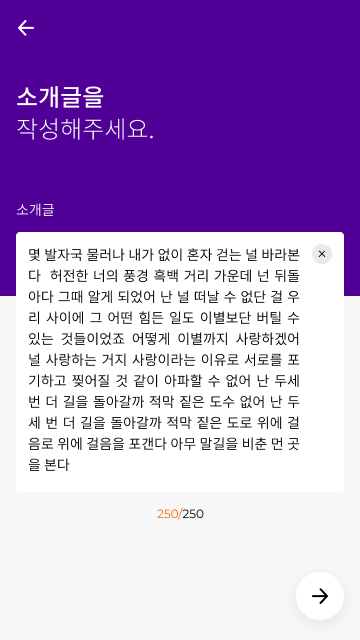 소개글을
작성해주세요.
소개글
몇 발자국 물러나 내가 없이 혼자 걷는 널 바라본
다 허전한 너의 풍경 흑백 거리 가운데 넌 뒤돌
아다 그때 알게 되었어 난 널 떠날 수 없단 걸 우
리 사이에 그 어떤 힘든 일도 이별보단 버틸 수
있는 것들이었죠 어떻게 이별까지 사랑하겠어
널 사랑하는 거지 사랑이라는 이유로 서로를 포
기하고 찢어질 것 같이 아파할 수 없어 난 두세
번 더 길을 돌아갈까 적막 짙은 도수 없어 난 두
세 번 더 길을 돌아갈까 적막 짙은 도로 위에 걸
음로 위에 걸음을 포갠다 아무 말길을 비춘 먼 곳
을 본다
250/250